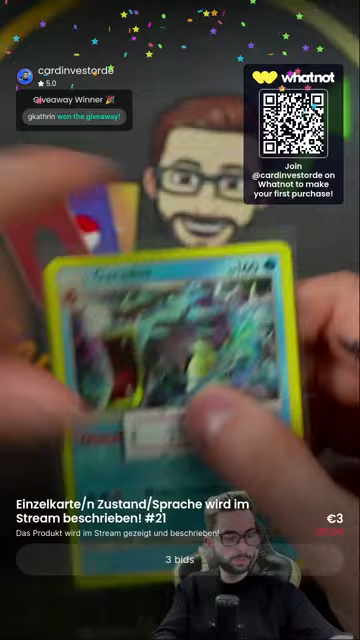 cardinvestorde
★ 5.0
Giveaway Winner 🎉
gkathrin won the giveaway!
whatnot
Join
@cardinvestorde on
Whatnot to make
your first purchase!
Einzelkarte/n Zustand/Sprache wird im
Stream beschrieben! #21
€3
Das Produkt wird im Stream gezeigt und beschrieben!
3 bids